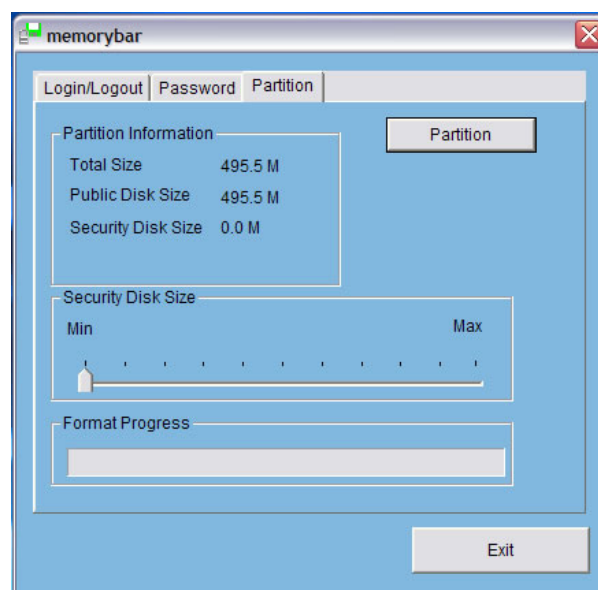 memorybar
Login/Logout Password Partition
Partition Information
Partition
Total Size 495.5 M
Public Disk Size 495.5 M
Security Disk Size 0.0 M
Security Disk Size
Min Max
Format Progress
Exit